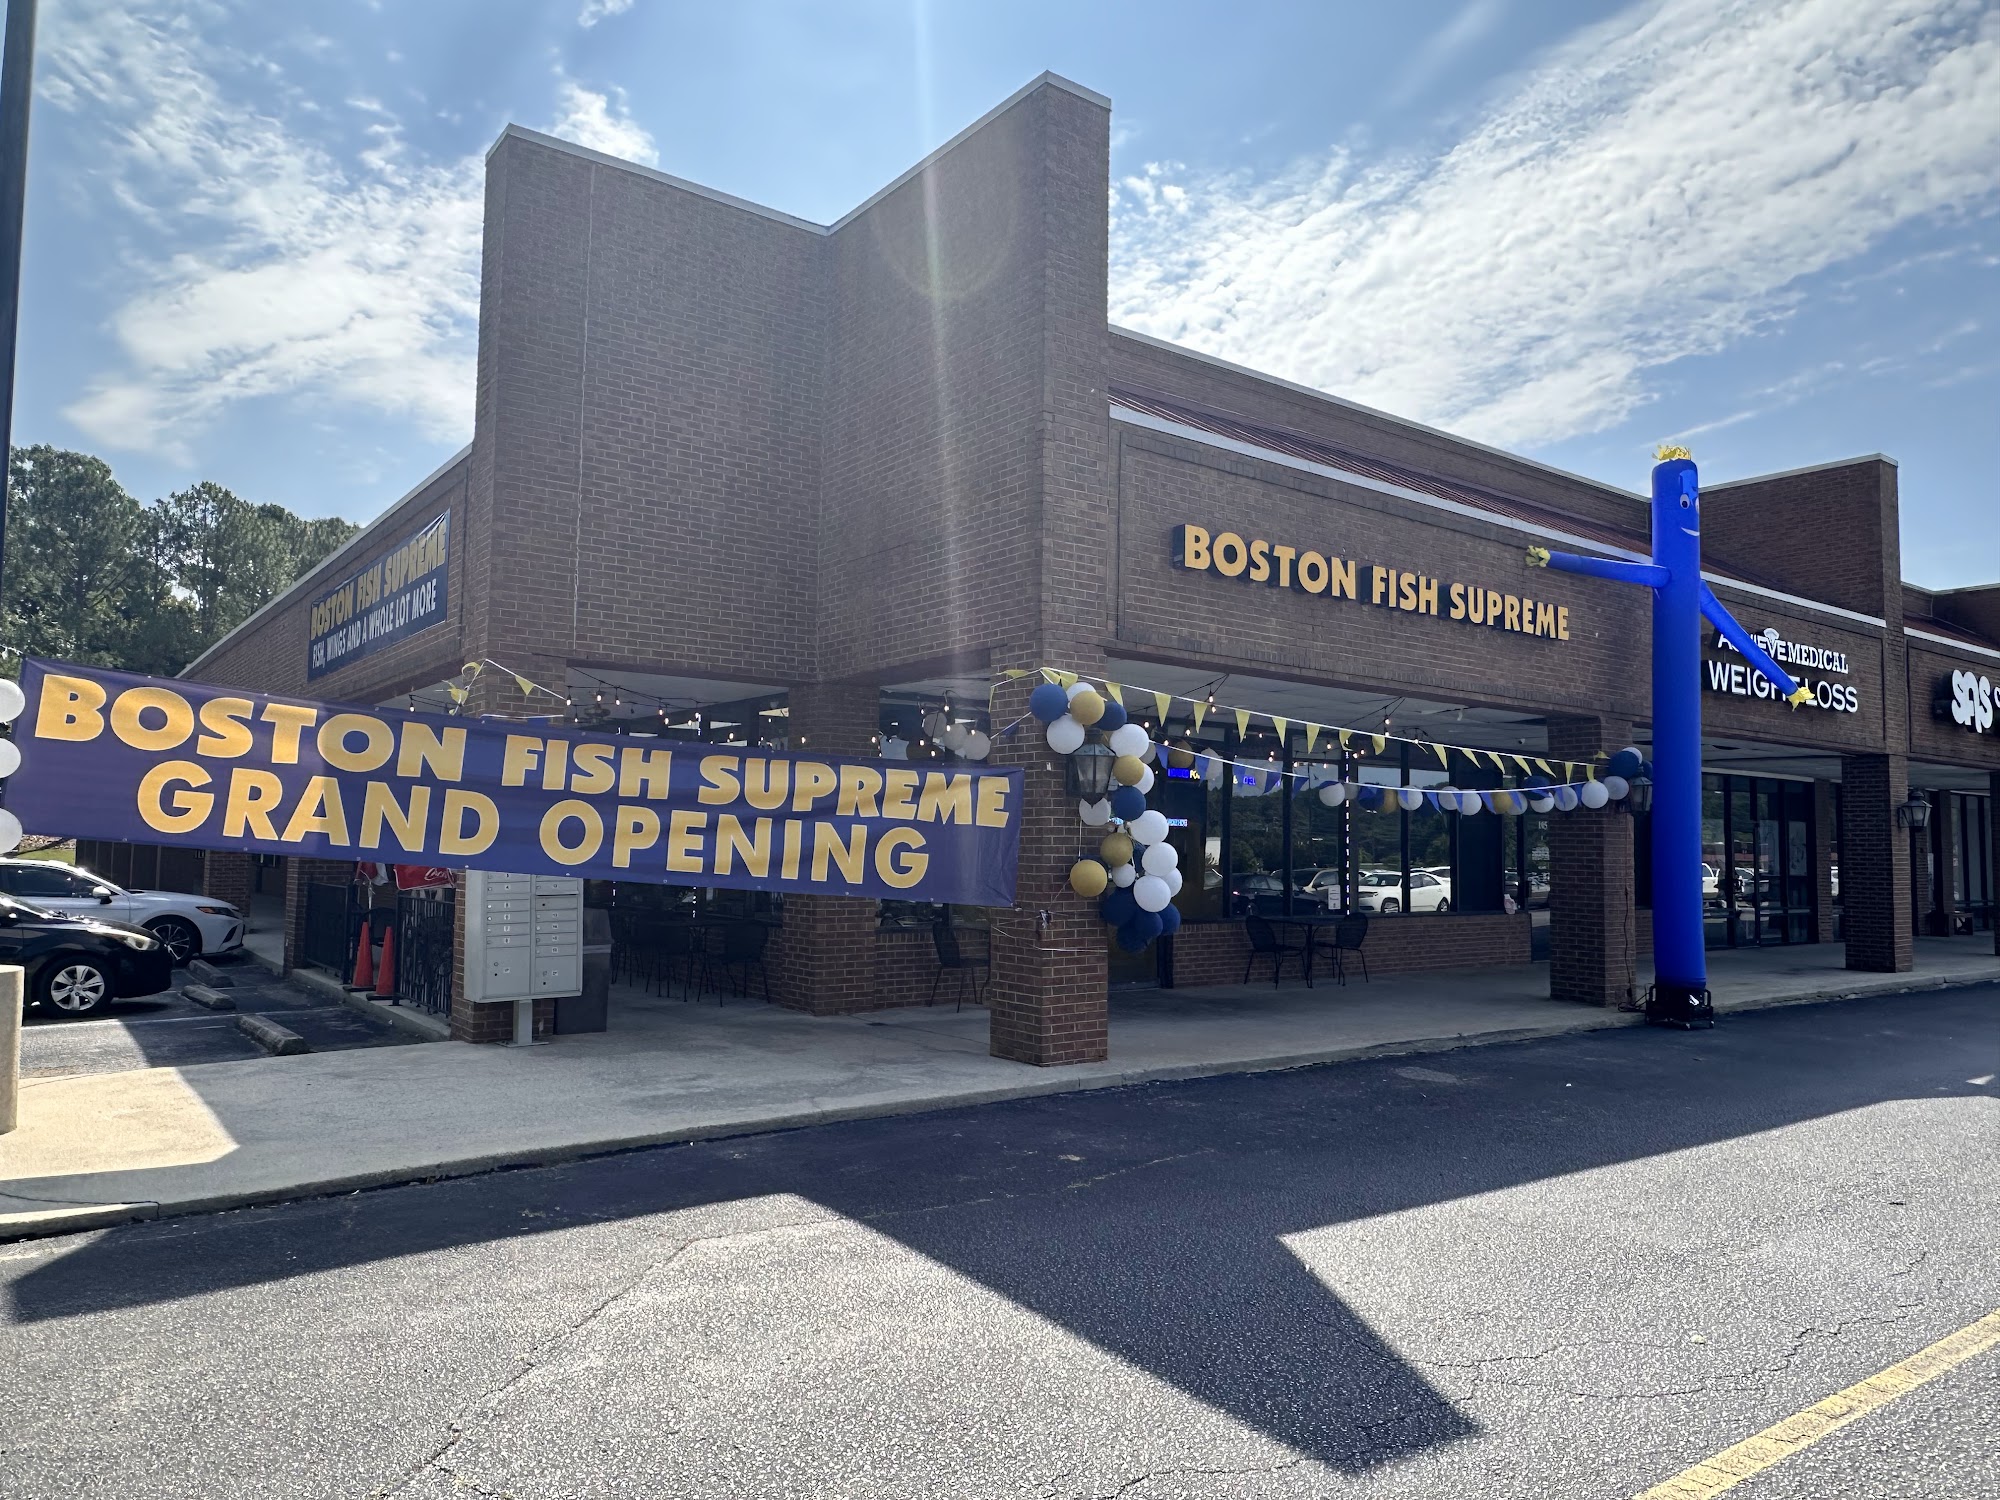 BOSTON FISH SUPREME
FISH, WINGS AND A WHOLE LOT MORE
BOSTON FISH SUPREME
GRAND OPENING
BOSTON FISH SUPREME
MEDICAL
WEIGHT LOSS
SAS